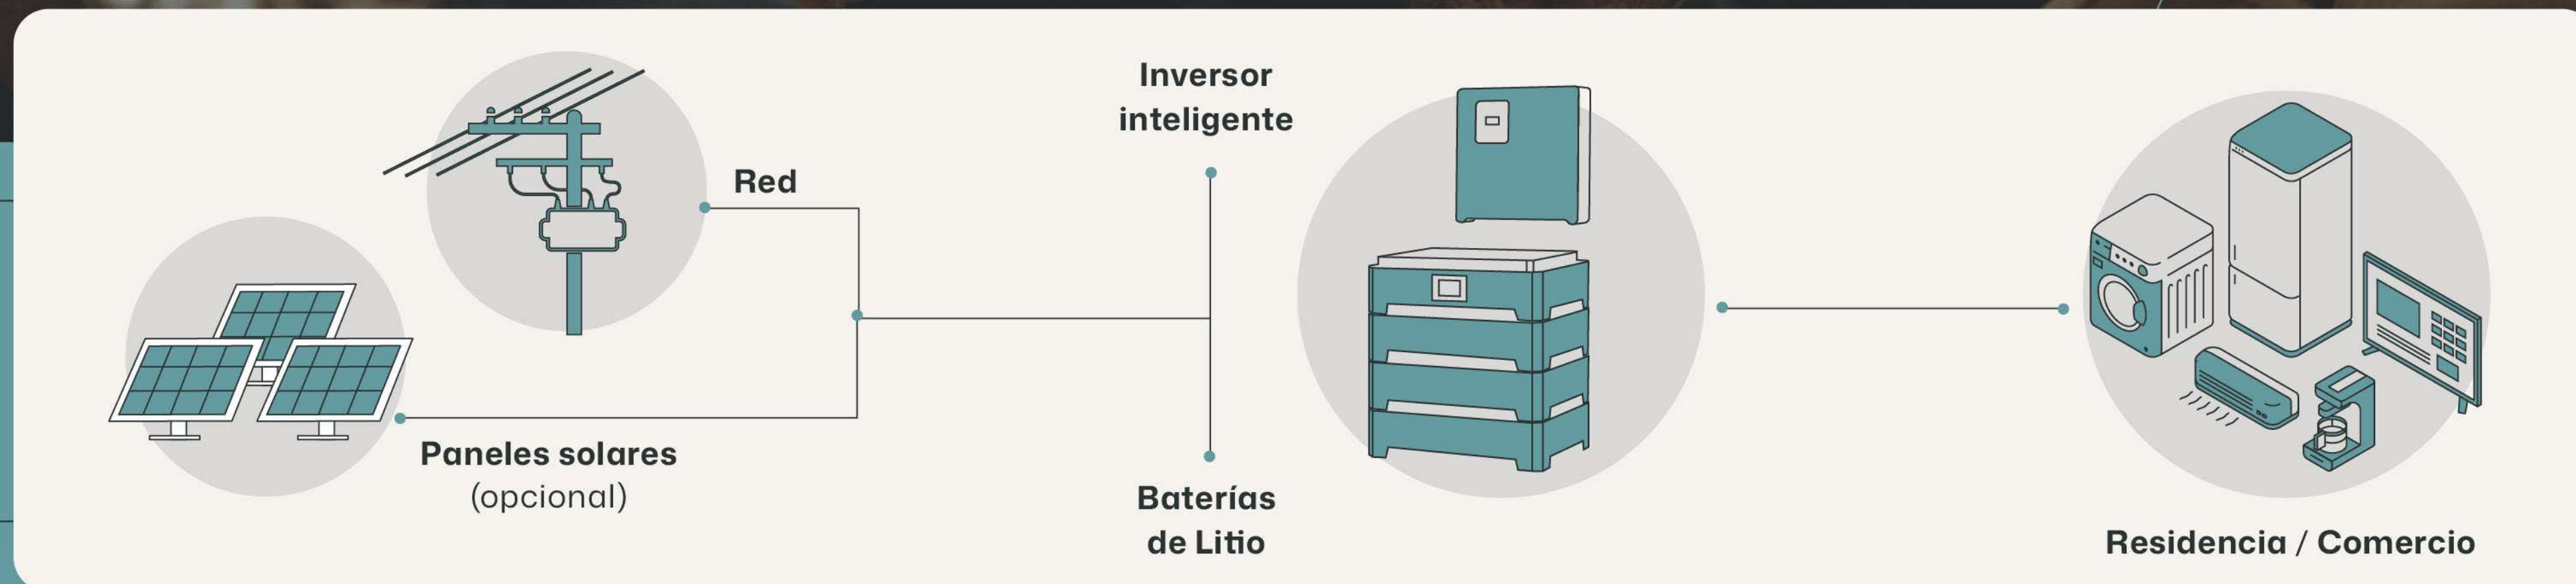 Inversor
inteligente
Red
Paneles solares
(opcional)
Baterías
de Litio
Residencia / Comercio